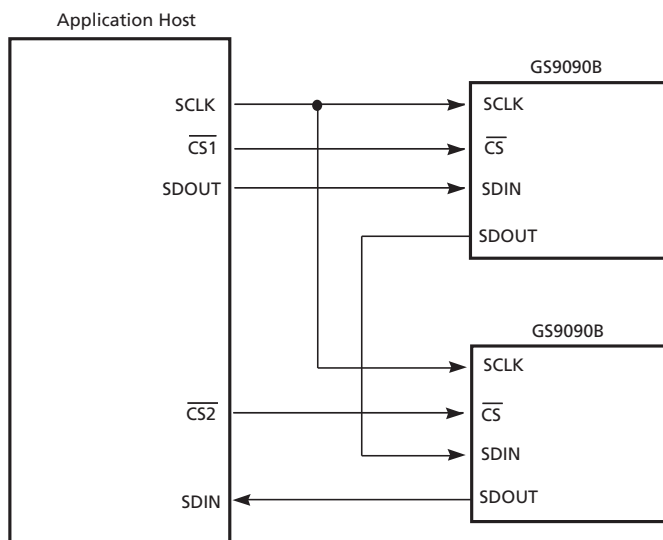 Application Host
SCLK
CS1
SDOUT
CS2
SDIN
GS9090B
SCLK
CS
SDIN
SDOUT
GS9090B
SCLK
CS
SDIN
SDOUT